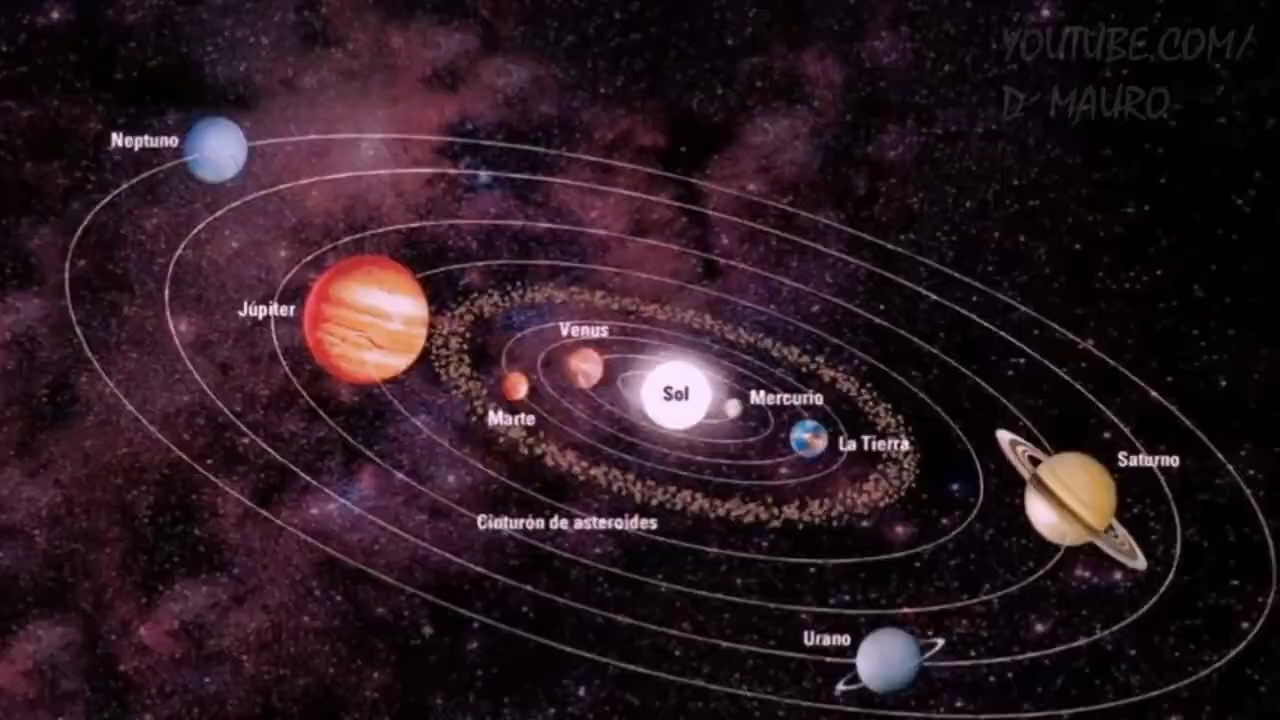 YOUTUBE.COM/
D' MAURO
Neptuno
Júpiter
Venus
Sol
Mercurio
Marte
La Tierra
Saturno
Cinturón de asteroides
Urano